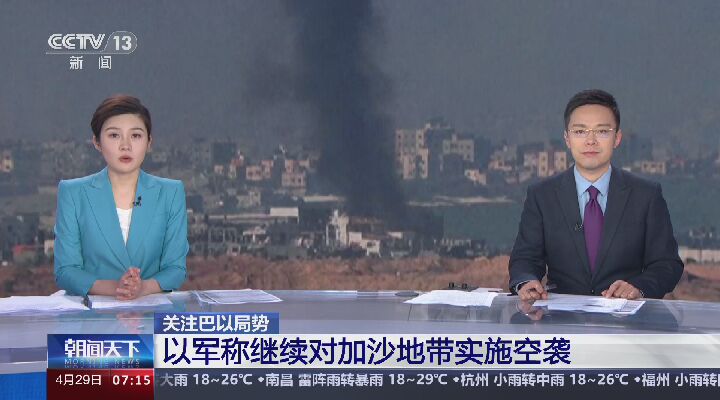 CCTV 13
新闻
关注巴以局势
朝闻天下
MORNING NEWS
以军称继续对加沙地带实施空袭
4月29日 07:15 大雨 18~26℃ •南昌 雷阵雨转暴雨 18~29℃ •杭州 小雨转中雨 18~26℃ •福州 小雨